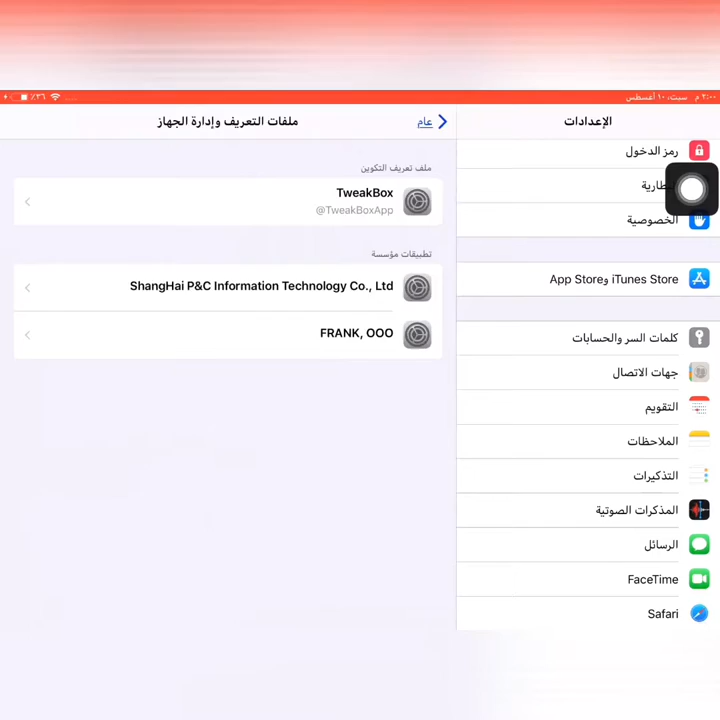 ٣:٠٠ م سبت، ١٠ أغسطس
٪٣٦
الإعدادات
رمز الدخول
الخصوصية
iTunes Store وApp Store
كلمات السر والحسابات
جهات الاتصال
التقويم
الملاحظات
التذكيرات
المذكرات الصوتية
الرسائل
FaceTime
Safari
عام
ملفات التعريف وإدارة الجهاز
ملف تعريف التكوين
TweakBox
@TweakBoxApp
تطبيقات مؤسسة
ShangHai P&C Information Technology Co., Ltd
FRANK, OOO